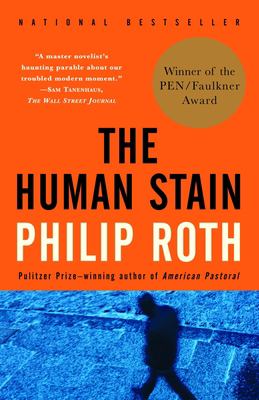 NATIONAL BESTSELLER
"A master novelist's
haunting parable about our
troubled modern moment."
—SAM TANENHAUS,
THE WALL STREET JOURNAL
Winner of the
PEN/Faulkner
Award
THE
HUMAN STAIN
PHILIP ROTH
Pulitzer Prize—winning author of American Pastoral